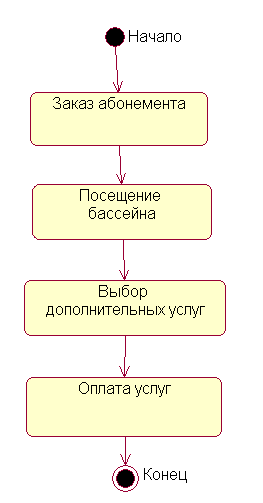 Начало
Заказ абонемента
Посещение
бассейна
Выбор
дополнительных услуг
Оплата услуг
Конец